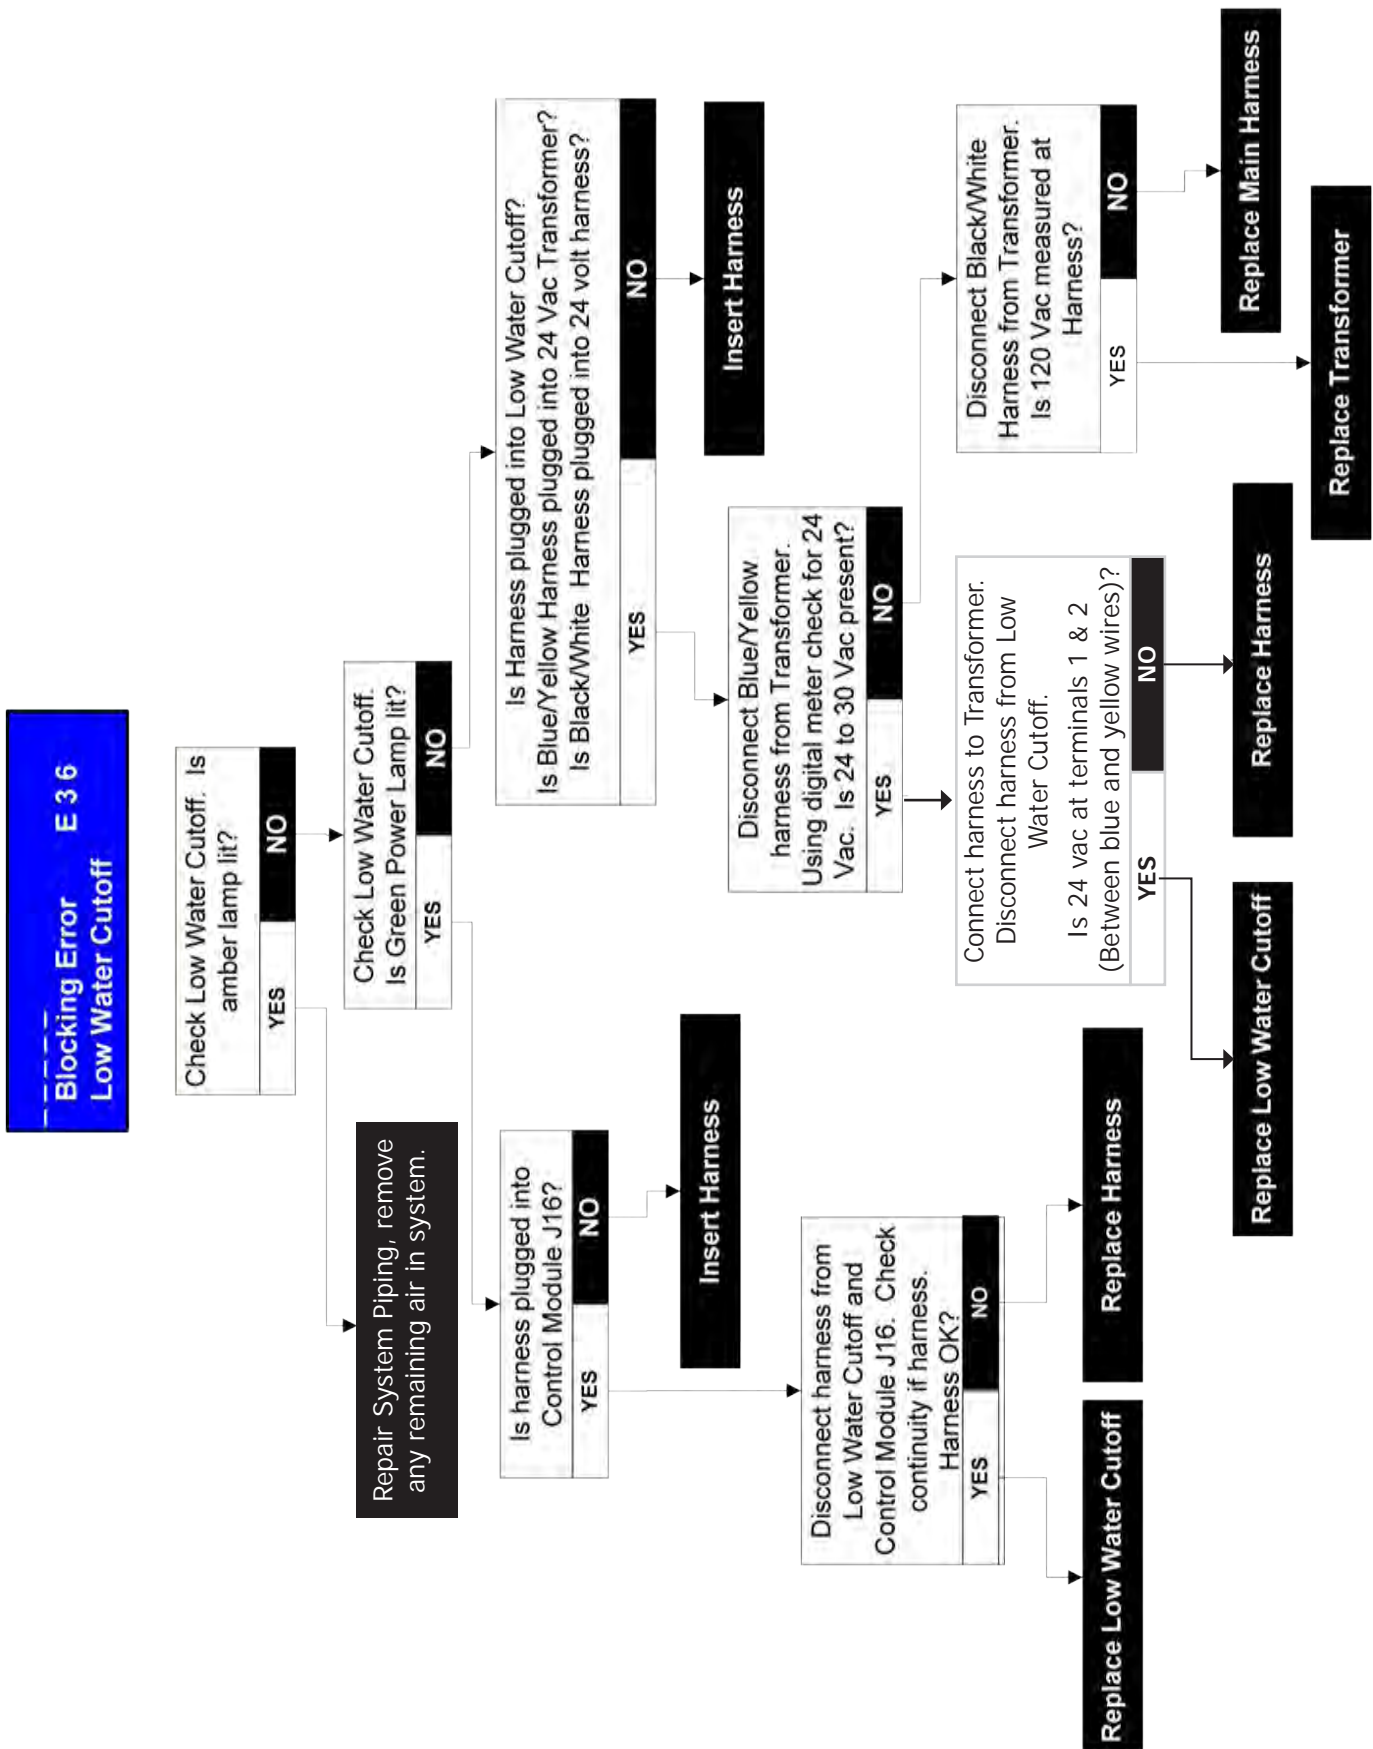 Blocking Error E 3 6
Low Water Cutoff
Check Low Water Cutoff. Is
amber lamp lit?
YES
NO
Repair System Piping, remove
any remaining air in system.
Check Low Water Cutoff.
Is Green Power Lamp lit?
YES
NO
Is harness plugged into
Control Module J16?
YES
NO
Insert Harness
Disconnect harness from
Low Water Cutoff and
Control Module J16. Check
continuity if harness.
Harness OK?
YES
NO
Replace Low Water Cutoff
Replace Harness
Is Harness plugged into Low Water Cutoff?
Is Blue/Yellow Harness plugged into 24 Vac Transformer?
Is Black/White Harness plugged into 24 volt harness?
YES
NO
Insert Harness
Disconnect Blue/Yellow
harness from Transformer.
Using digital meter check for 24
Vac. Is 24 to 30 Vac present?
YES
NO
Connect harness to Transformer.
Disconnect harness from Low
Water Cutoff.
Is 24 vac at terminals 1 & 2
(Between blue and yellow wires)?
YES
NO
Replace Low Water Cutoff
Replace Harness
Disconnect Black/White
Harness from Transformer.
Is 120 Vac measured at
Harness?
YES
NO
Replace Transformer
Replace Main Harness